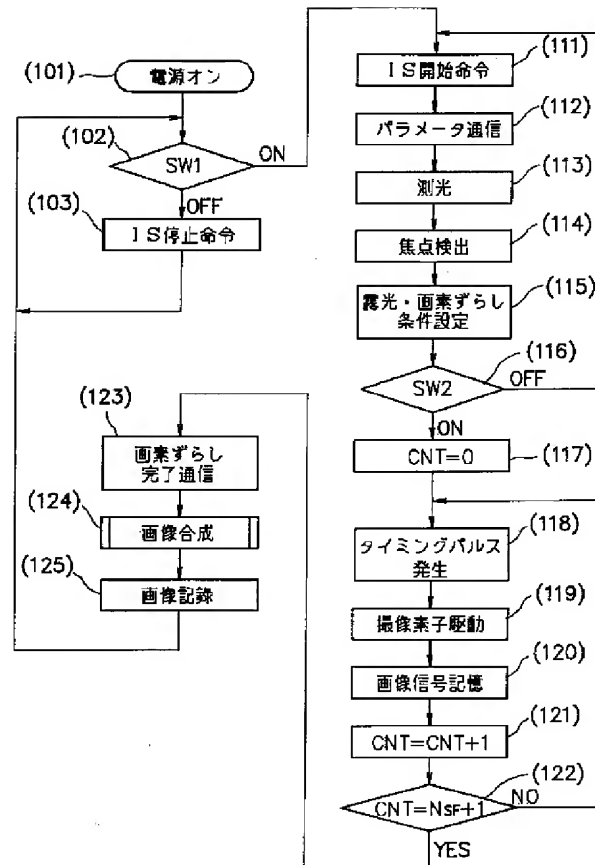 (101)
電源オン
(102)
SW1
ON
OFF
(103)
IS停止命令
(111)
IS開始命令
(112)
パラメータ通信
(113)
測光
(114)
焦点検出
(115)
露光・画素ずらし
条件設定
(116)
SW2
OFF
ON
(117)
CNT=0
(118)
タイミングパルス
発生
(119)
撮像素子駆動
(120)
画像信号記憶
(121)
CNT=CNT+1
(122)
CNT=NSF+1
NO
YES
(123)
画素ずらし
完了通信
(124)
画像合成
(125)
画像記録